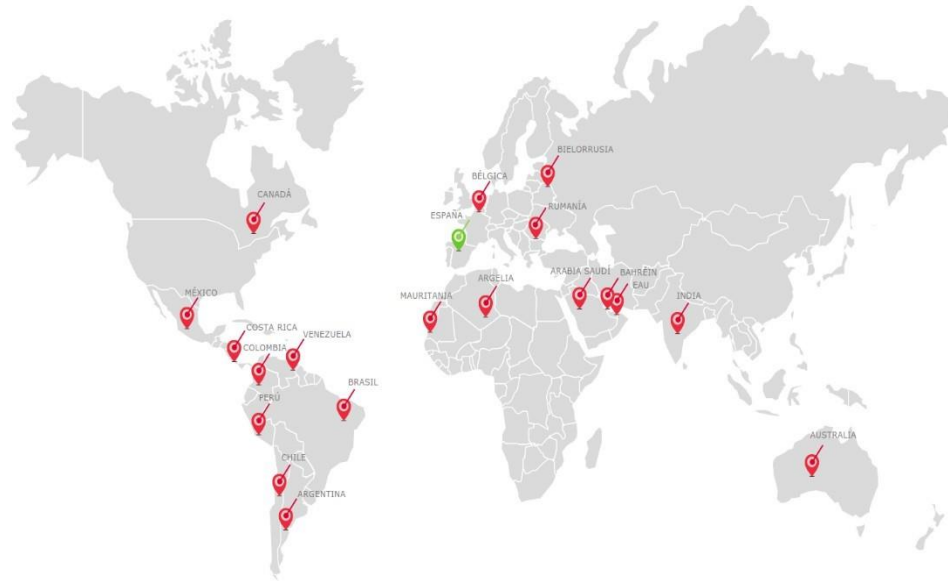 BIELORRUSIA
BÉLGICA
CANADÁ
RUMANÍA
ESPAÑA
ARABIA SAUDÍ
BAHRÉIN
ARGELIA
EAU
MÉXICO
MAURITANIA
INDIA
COSTA RICA
VENEZUELA
COLOMBIA
BRASIL
PERÚ
AUSTRALIA
CHILE
ARGENTINA